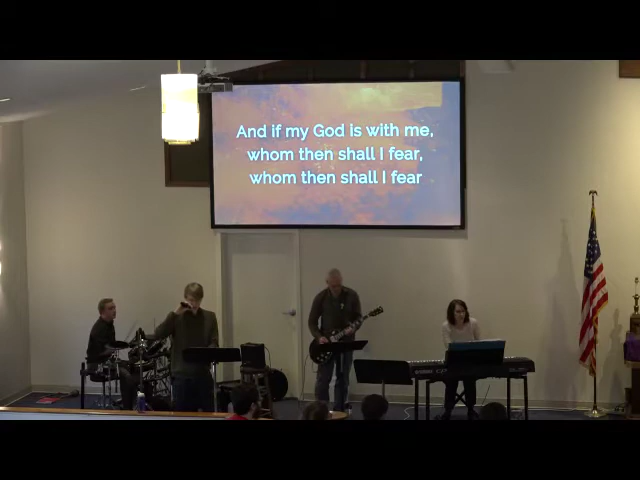 And if my God is with me,
whom then shall I fear,
whom then shall I fear